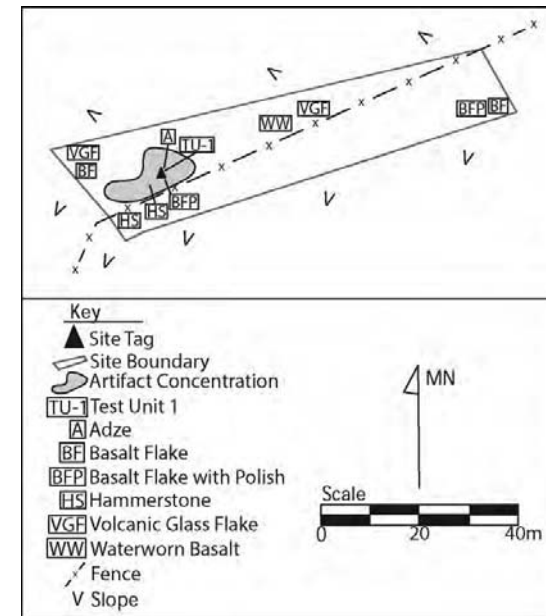 A
TU-1
VGF
BF
HS
HS
BFP
WW
VGF
BFP
BF
Key
Site Tag
Site Boundary
Artifact Concentration
TU-1 Test Unit 1
A Adze
BF Basalt Flake
BFP Basalt Flake with Polish
HS Hammerstone
VGF Volcanic Glass Flake
WW Waterworn Basalt
x Fence
V Slope
MN
Scale
0 20 40m